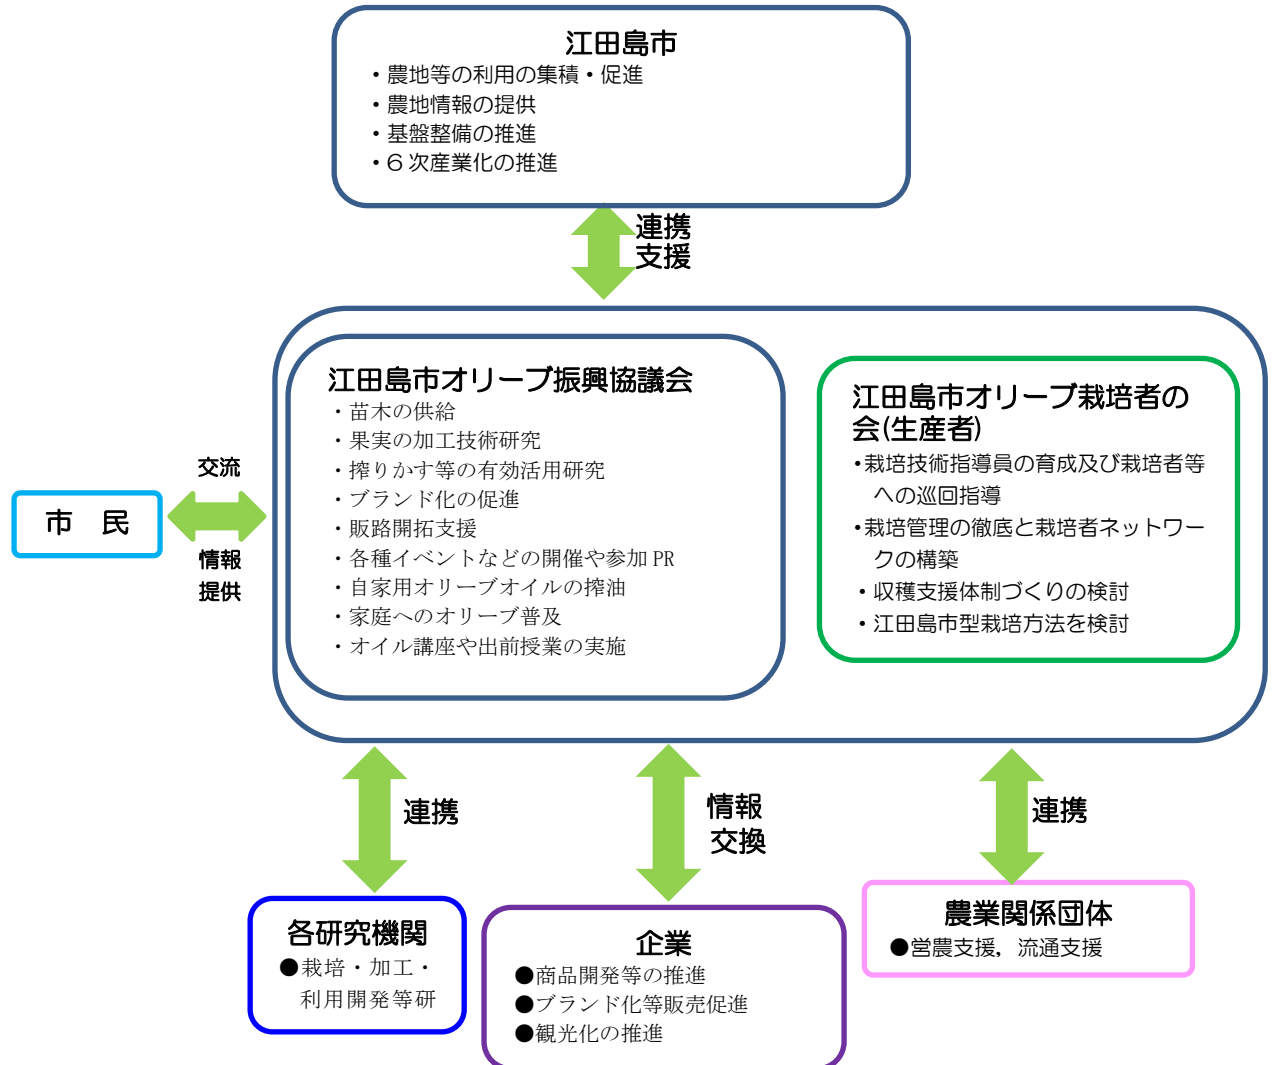 江田島市
・農地等の利用の集積・促進
・農地情報の提供
・基盤整備の推進
・6次産業化の推進
連携
支援
江田島市オリーブ振興協議会
・苗木の供給
・果実の加工技術研究
・搾りかす等の有効活用研究
・ブランド化の促進
・販路開拓支援
・各種イベントなどの開催や参加 PR
・自家用オリーブオイルの搾油
・家庭へのオリーブ普及
・オイル講座や出前授業の実施
江田島市オリーブ栽培者の
会(生産者)
・栽培技術指導員の育成及び栽培者等
への巡回指導
・栽培管理の徹底と栽培者ネットワー
クの構築
・収穫支援体制づくりの検討
・江田島市型栽培方法を検討
交流
市　民
情報
提供
連携
情報
交換
連携
各研究機関
●栽培・加工・
利用開発等研
企業
●商品開発等の推進
●ブランド化等販売促進
●観光化の推進
農業関係団体
●営農支援，流通支援